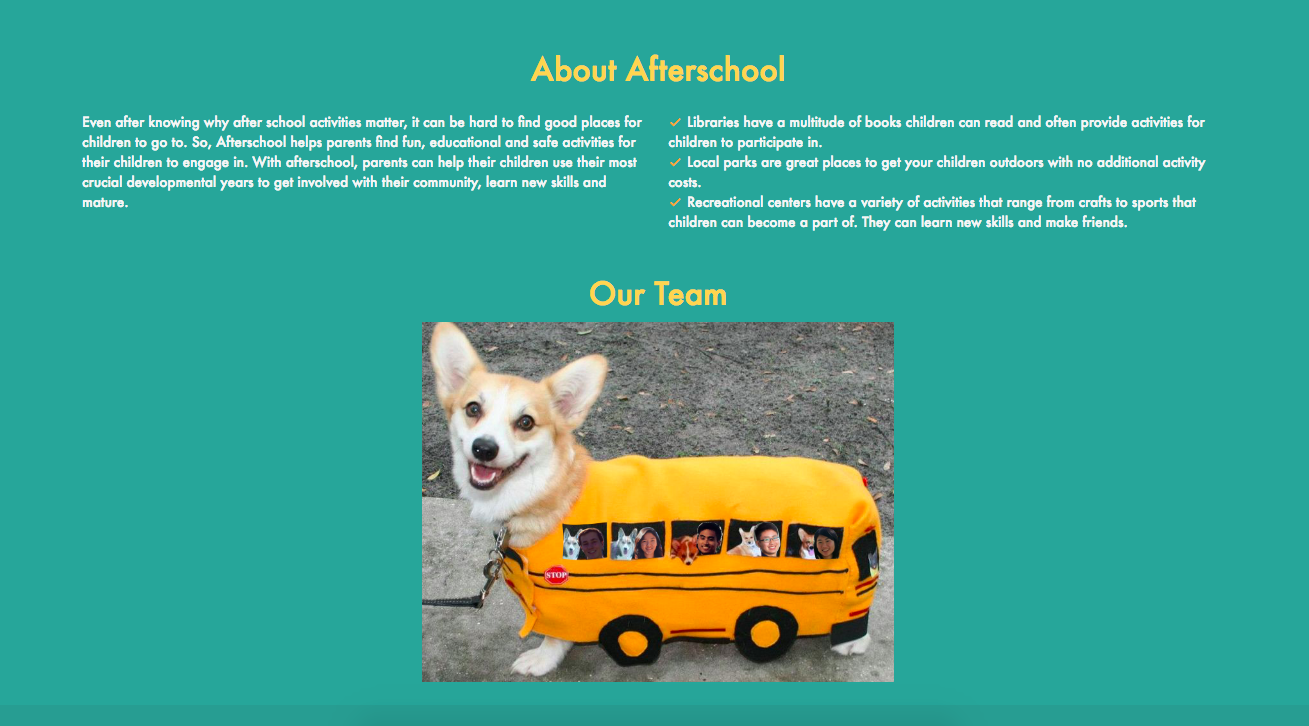 About Afterschool
Even after knowing why after school activities matter, it can be hard to find good places for
children to go to. So, Afterschool helps parents find fun, educational and safe activities for
their children to engage in. With afterschool, parents can help their children use their most
crucial developmental years to get involved with their community, learn new skills and
mature.
✓ Libraries have a multitude of books children can read and often provide activities for
children to participate in.
✓ Local parks are great places to get your children outdoors with no additional activity
costs.
✓ Recreational centers have a variety of activities that range from crafts to sports that
children can become a part of. They can learn new skills and make friends.
Our Team
STOP